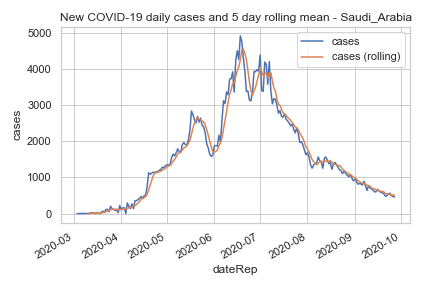 New COVID-19 daily cases and 5 day rolling mean - Saudi_Arabia
cases
cases (rolling)
5000
4000
3000
2000
1000
0
cases
2020-03
2020-04
2020-05
2020-06
2020-07
2020-08
2020-09
2020-10
dateRep